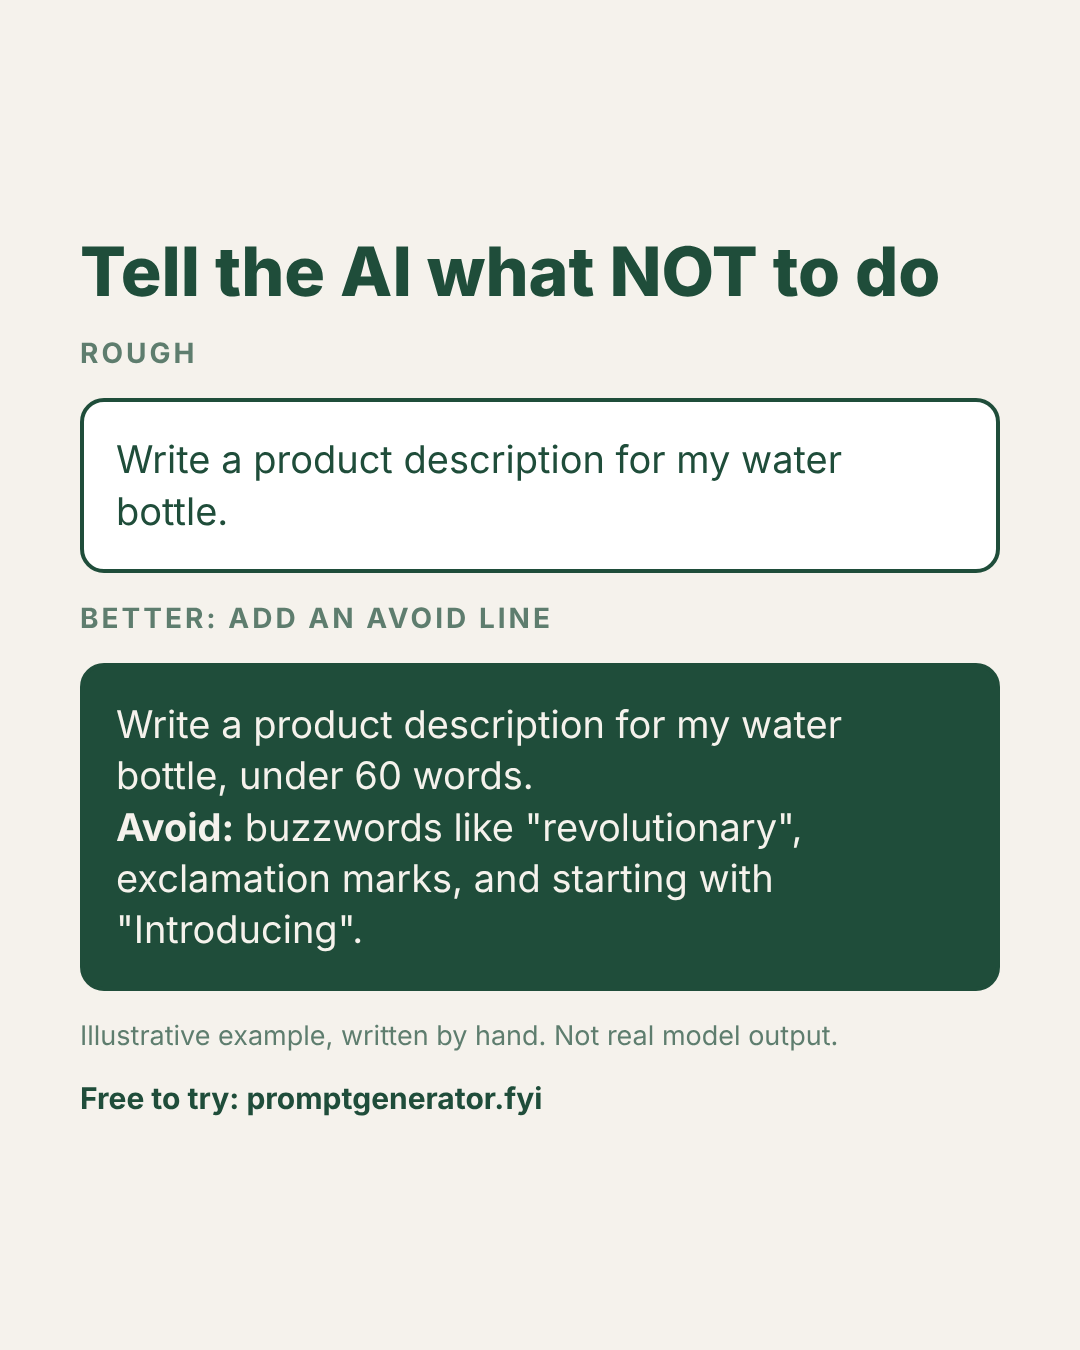 Tell the AI what NOT to do
ROUGH
Write a product description for my water
bottle.
BETTER: ADD AN AVOID LINE
Write a product description for my water
bottle, under 60 words.
Avoid: buzzwords like "revolutionary",
exclamation marks, and starting with
"Introducing".
Illustrative example, written by hand. Not real model output.
Free to try: promptgenerator.fyi